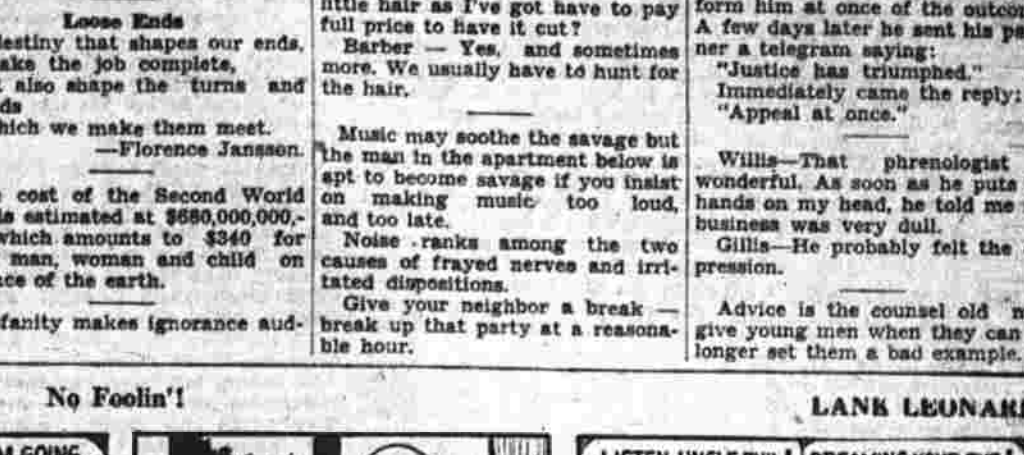 Loose Ends
destiny that shapes our ends,
ake the job complete,
also shape the turns and
ds
hich we make them meet.
—Florence Jansson.
cost of the Second World
is estimated at $680,000,000,-
which amounts to $340 for
man, woman and child on
ce of the earth.
fanity makes ignorance aud-
little hair as I've got have to pay
full price to have it cut?
Barber — Yes, and sometimes
more. We usually have to hunt for
the hair.
Music may soothe the savage but
the man in the apartment below is
apt to become savage if you insist
on making music too loud,
and too late.
Noise ranks among the two
causes of frayed nerves and irri-
tated dispositions.
Give your neighbor a break —
break up that party at a reasona-
ble hour.
form him at once of the outcom
A few days later he sent his pa
ner a telegram saying:
"Justice has triumphed."
Immediately came the reply:
"Appeal at once."
Willis—That phrenologist
wonderful. As soon as he puts
hands on my head, he told me
business was very dull.
Gillis—He probably felt the
pression.
Advice is the counsel old
give young men when they can
longer set them a bad example.
No Foolin'!
LANK LEONARD
GOING